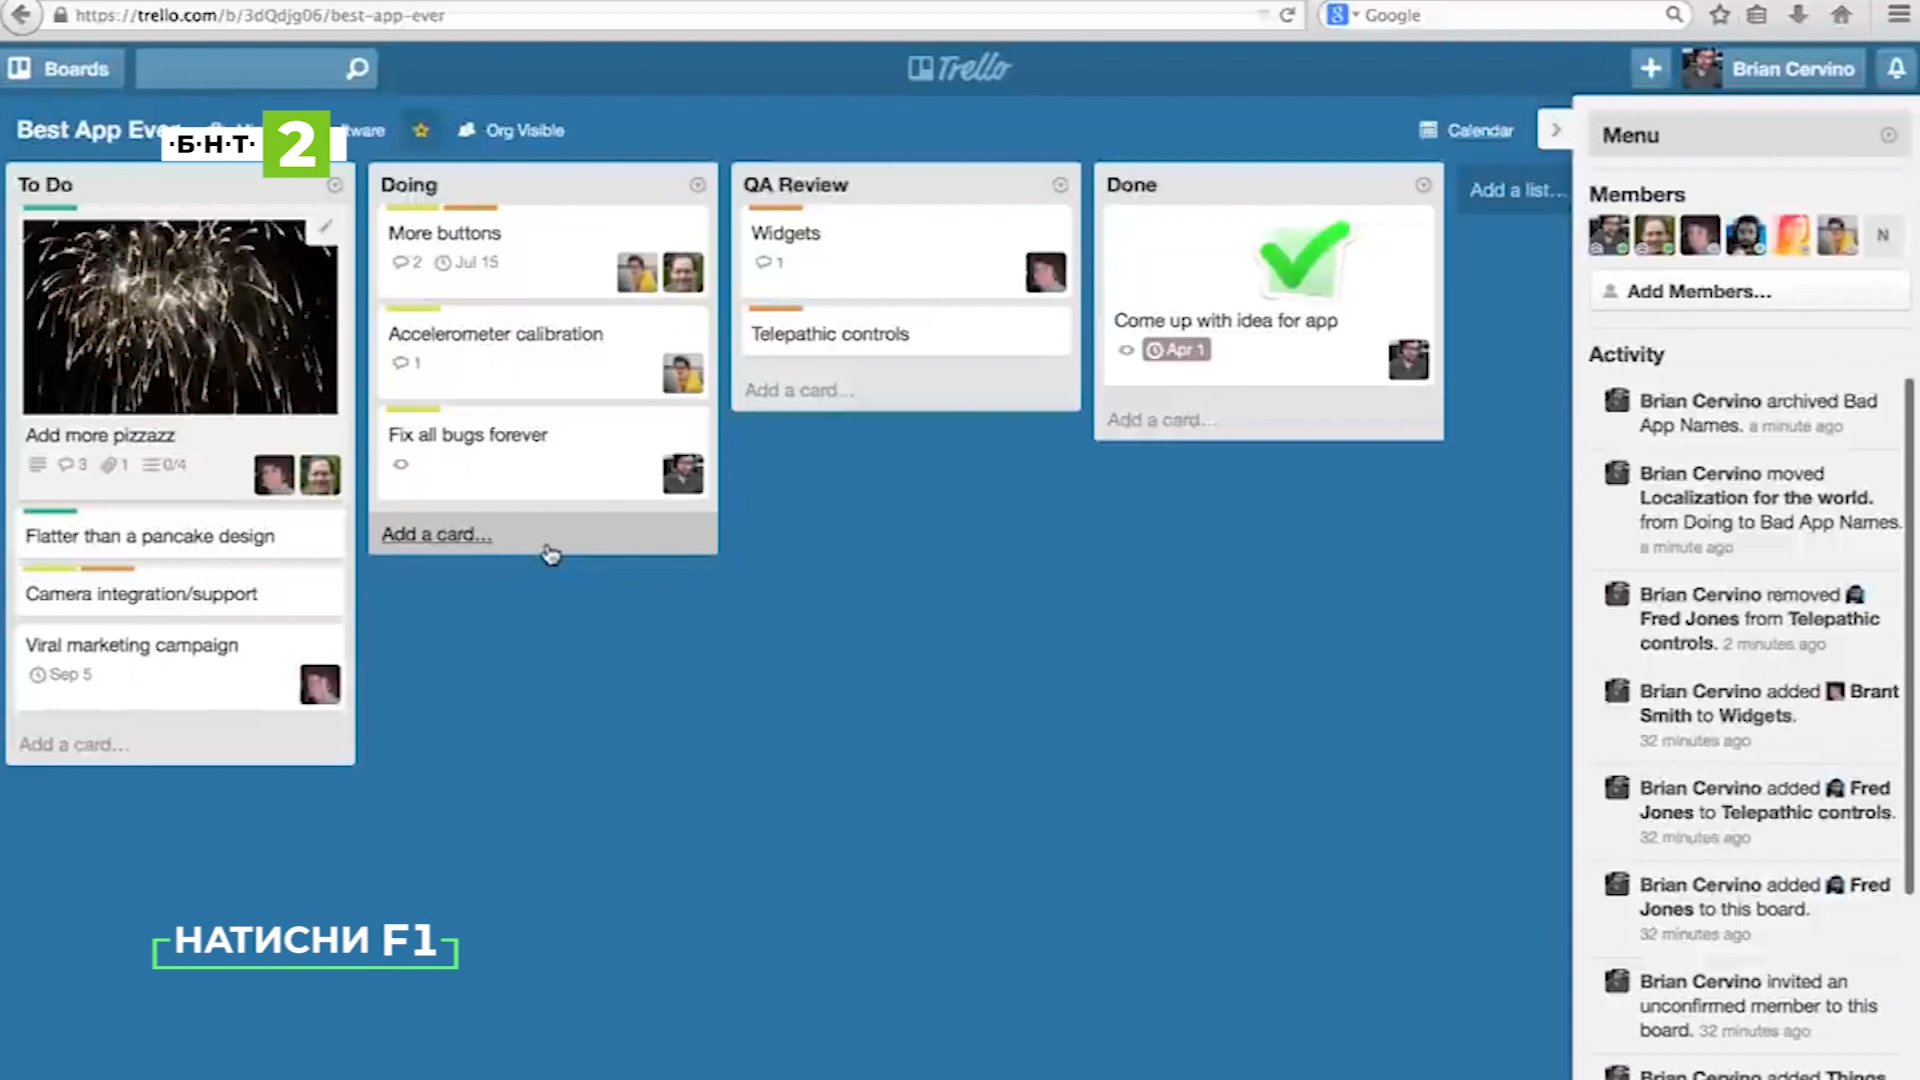 https://trello.com/b/3dQdjg06/best-app-ever
Google
Boards
Trello
Brian Cervino
Best App Ever
Org Visible
Calendar
·Б·Н·Т· 2
To Do
Add more pizzazz
3
1
0/4
Flatter than a pancake design
Camera integration/support
Viral marketing campaign
Sep 5
Add a card...
Doing
More buttons
2
Jul 15
Accelerometer calibration
1
Fix all bugs forever
Add a card...
QA Review
Widgets
1
Telepathic controls
Add a card...
Done
Come up with idea for app
Apr 1
Add a card...
Add a list...
Menu
Members
N
Add Members...
Activity
Brian Cervino archived Bad
App Names. a minute ago
Brian Cervino moved
Localization for the world.
from Doing to Bad App Names.
a minute ago
Brian Cervino removed
Fred Jones from Telepathic
controls. 2 minutes ago
Brian Cervino added Brant
Smith to Widgets.
32 minutes ago
Brian Cervino added Fred
Jones to Telepathic controls.
32 minutes ago
Brian Cervino added Fred
Jones to this board.
32 minutes ago
Brian Cervino invited an
unconfirmed member to this
board. 32 minutes ago
Brian Cervino added Things
НАТИСНИ F1